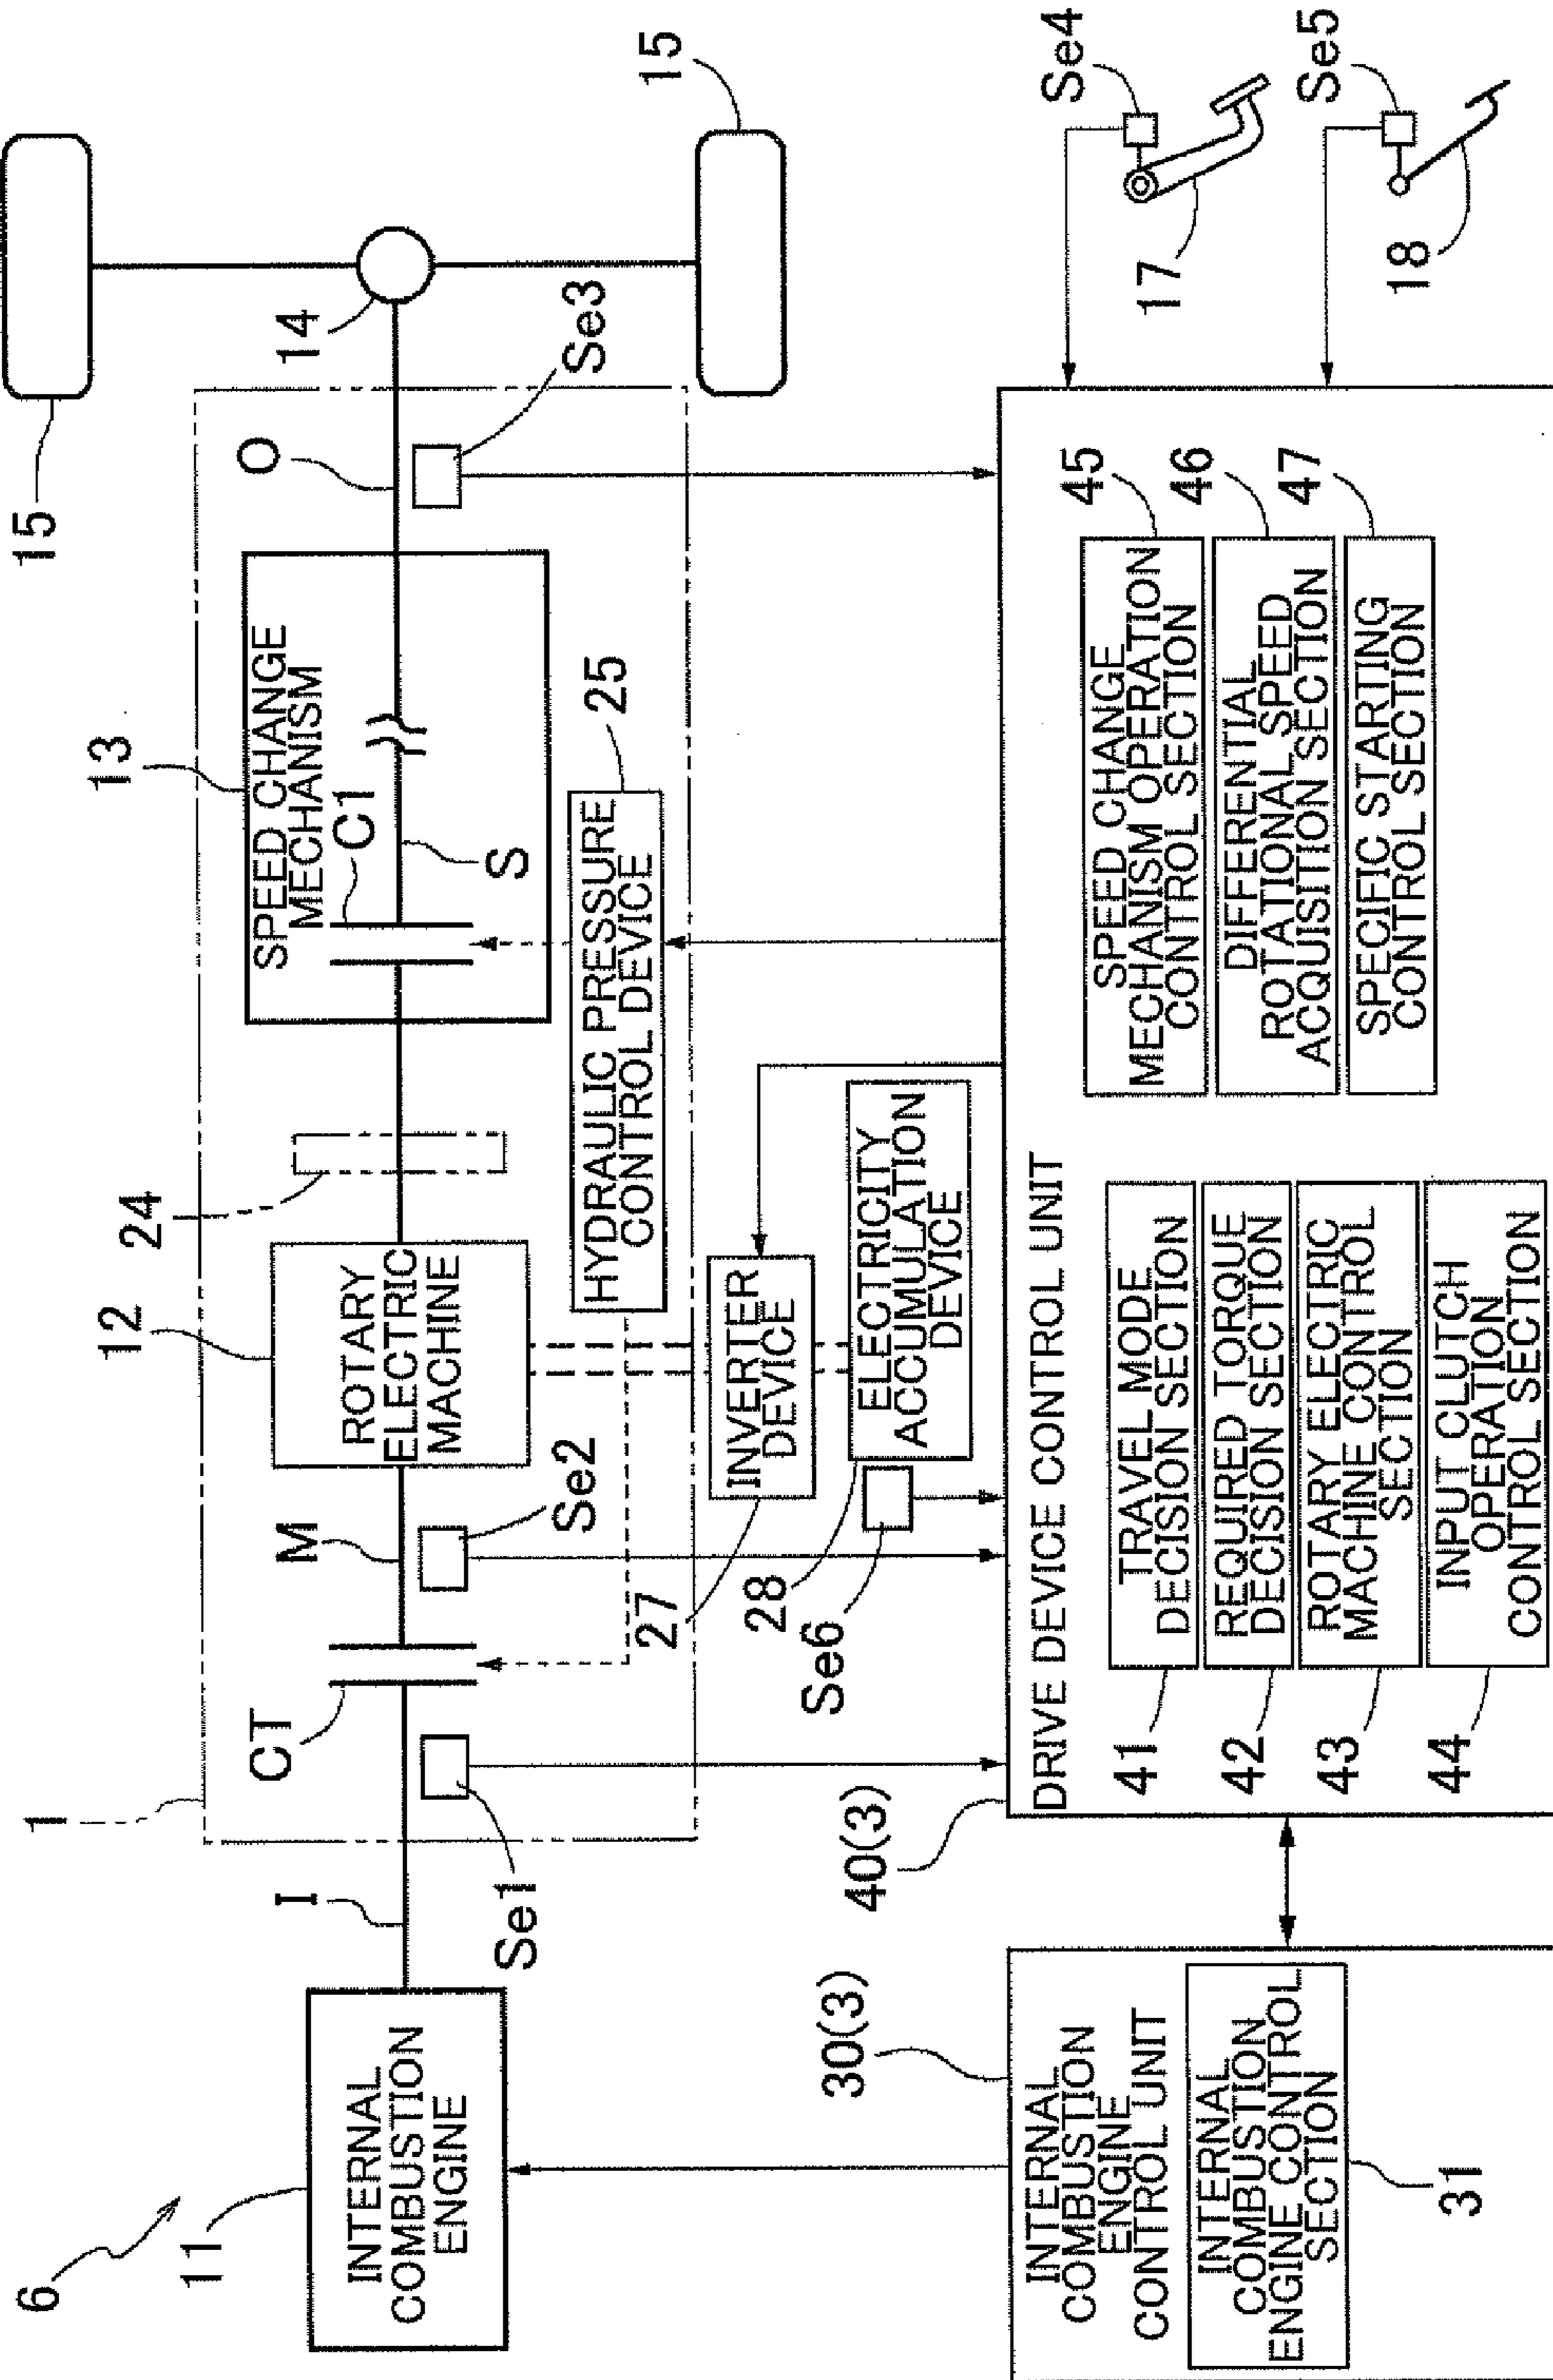 6
11
INTERNAL
COMBUSTION
ENGINE
I
1
CT
Se1
M
Se2
12
ROTARY
ELECTRIC
MACHINE
24
13
SPEED CHANGE
MECHANISM
C1
S
O
Se3
14
15
15
HYDRAULIC PRESSURE
CONTROL DEVICE
25
INVERTER
DEVICE
27
ELECTRICITY
ACCUMULATION
DEVICE
28
Se6
30(3)
INTERNAL
COMBUSTION
ENGINE
CONTROL UNIT
INTERNAL
COMBUSTION
ENGINE CONTROL
SECTION
31
40(3)
DRIVE DEVICE CONTROL UNIT
41
TRAVEL MODE
DECISION SECTION
42
REQUIRED TORQUE
DECISION SECTION
43
ROTARY ELECTRIC
MACHINE CONTROL
SECTION
44
INPUT CLUTCH
OPERATION
CONTROL SECTION
SPEED CHANGE
MECHANISM OPERATION
CONTROL SECTION
45
DIFFERENTIAL
ROTATIONAL SPEED
ACQUISITION SECTION
46
SPECIFIC STARTING
CONTROL SECTION
47
Se4
17
Se5
18